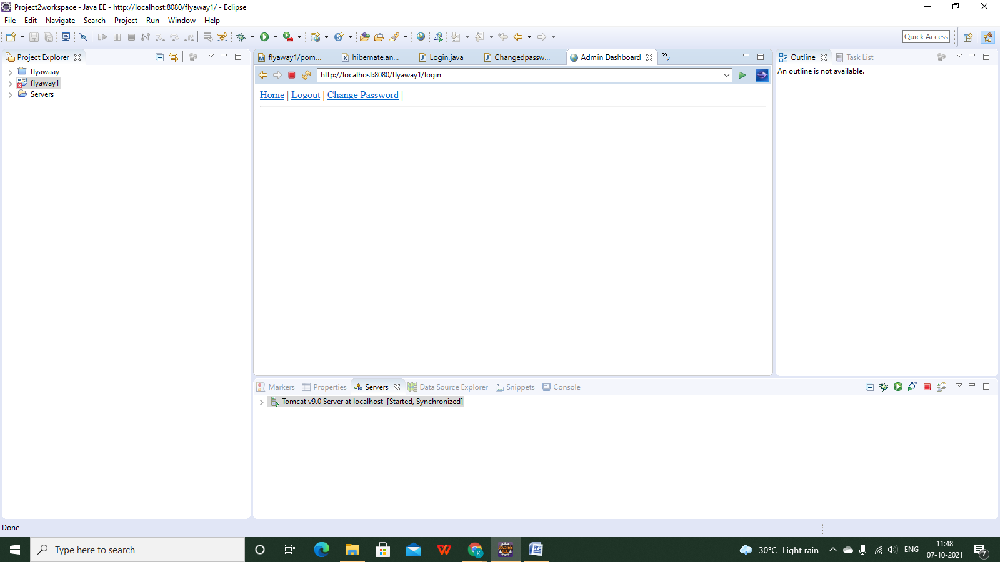 Project2workspace - Java EE - http://localhost:8080/flyaway1/ - Eclipse
File Edit Navigate Search Project Run Window Help
Quick Access
Project Explorer
flyawaay
flyaway1
Servers
flyaway1/pom... hibernate.an... Login.java Changedpassw... Admin Dashboard »2
http://localhost:8080/flyaway1/login
Home | Logout | Change Password |
Outline Task List
An outline is not available.
Markers Properties Servers Data Source Explorer Snippets Console
Tomcat v9.0 Server at localhost [Started, Synchronized]
Done
Type here to search
30°C Light rain
ENG
11:48
07-10-2021
7